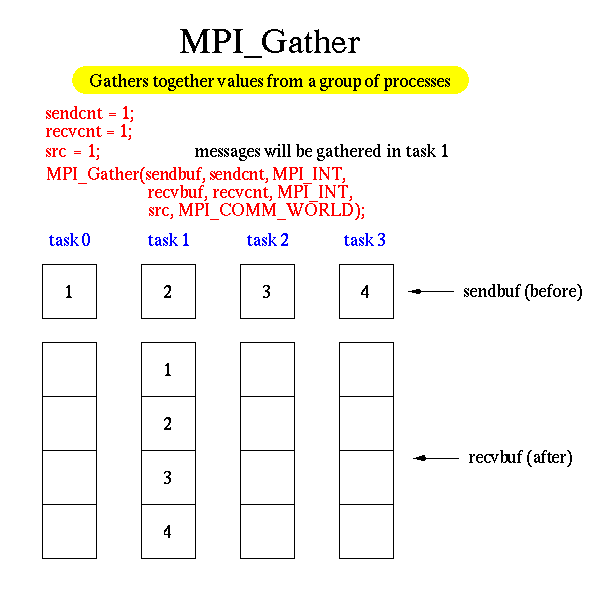 MPI_Gather
Gathers together values from a group of processes
sendcnt = 1;
recvcnt = 1;
src = 1; messages will be gathered in task 1
MPI_Gather(sendbuf, sendcnt, MPI_INT,
recvbuf, recvcnt, MPI_INT,
src, MPI_COMM_WORLD);
task 0 task 1 task 2 task 3
1 2 3 4 sendbuf (before)
1
2
3
recvbuf (after)
4